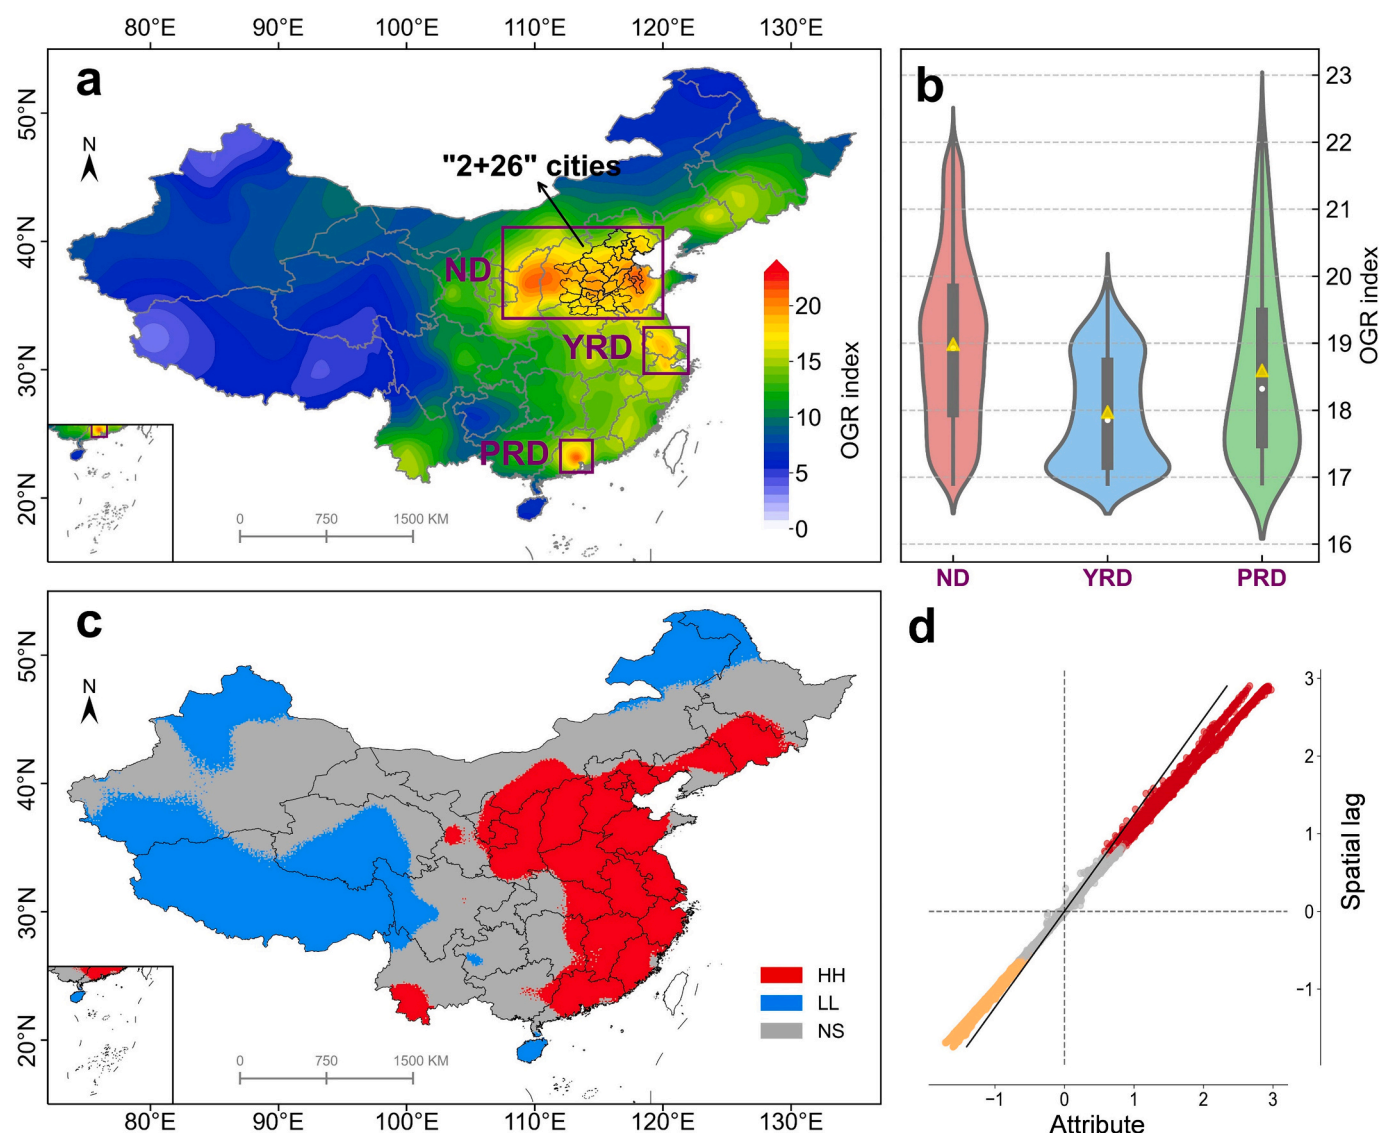 80°E 90°E 100°E 110°E 120°E 130°E
a
50°N
40°N
30°N
20°N
N
"2+26" cities
ND
YRD
PRD
OGR index
20
15
10
5
0
0 750 1500 KM
b
23
22
21
20
19
18
17
16
OGR index
ND YRD PRD
c
50°N
40°N
30°N
20°N
N
HH
LL
NS
0 750 1500 KM
80°E 90°E 100°E 110°E 120°E 130°E
d
3
2
1
0
−1
Spatial lag
−1 0 1 2 3
Attribute